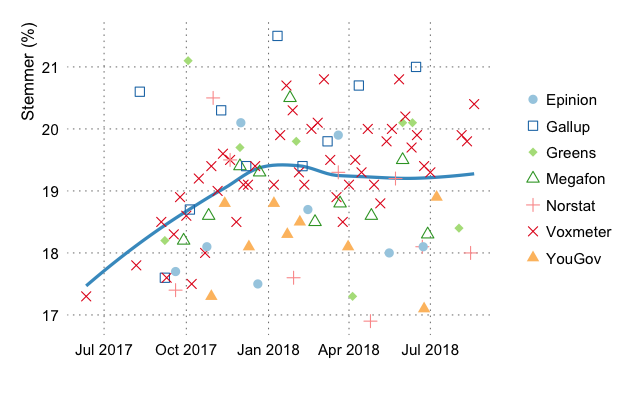 Stemmer (%)
21
20
19
18
17
Jul 2017
Oct 2017
Jan 2018
Apr 2018
Jul 2018
Epinion
Gallup
Greens
Megafon
Norstat
Voxmeter
YouGov